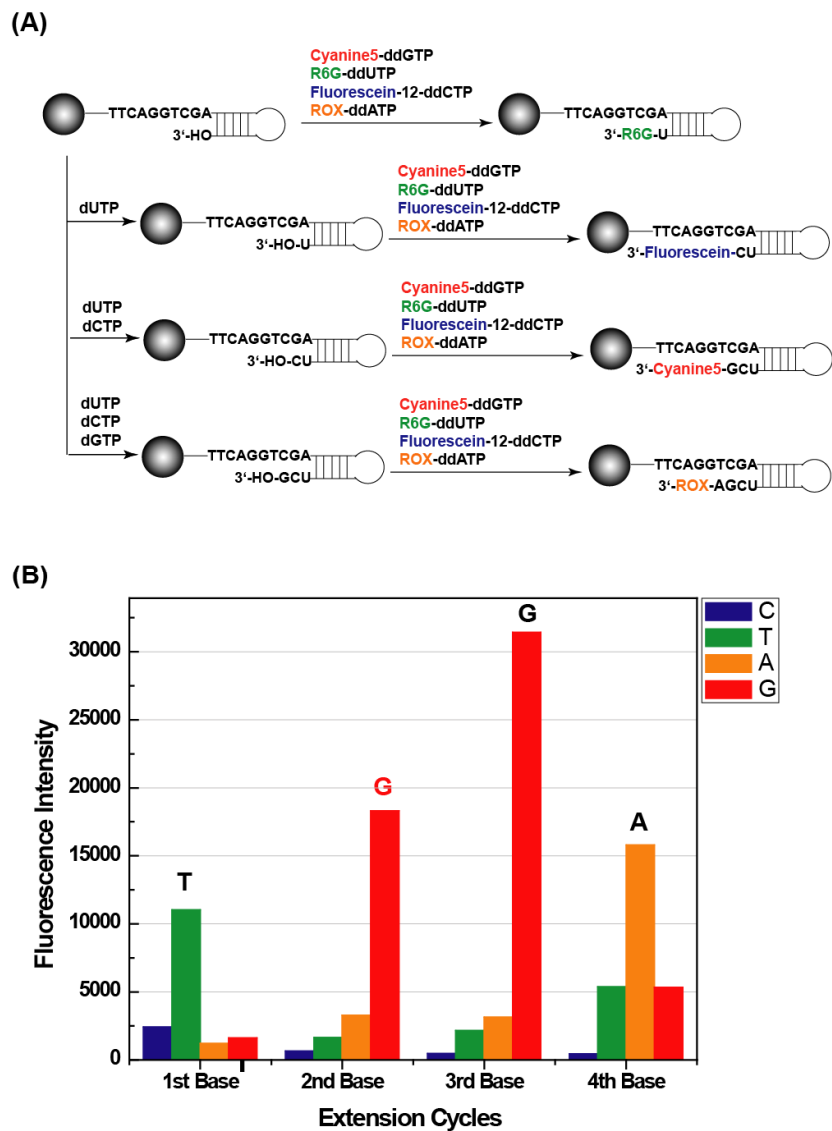 (A)
Cyanine5-ddGTP
R6G-ddUTP
Fluorescein-12-ddCTP
ROX-ddATP
TTCAGGTCGA
3‘-HO
TTCAGGTCGA
3‘-R6G-U
dUTP
TTCAGGTCGA
3‘-HO-U
Cyanine5-ddGTP
R6G-ddUTP
Fluorescein-12-ddCTP
ROX-ddATP
TTCAGGTCGA
3‘-Fluorescein-CU
dUTP
dCTP
TTCAGGTCGA
3‘-HO-CU
Cyanine5-ddGTP
R6G-ddUTP
Fluorescein-12-ddCTP
ROX-ddATP
TTCAGGTCGA
3‘-Cyanine5-GCU
dUTP
dCTP
dGTP
TTCAGGTCGA
3‘-HO-GCU
Cyanine5-ddGTP
R6G-ddUTP
Fluorescein-12-ddCTP
ROX-ddATP
TTCAGGTCGA
3‘-ROX-AGCU
(B)
Fluorescence Intensity
30000
25000
20000
15000
10000
5000
0
T
G
G
A
C
T
A
G
1st Base
2nd Base
3rd Base
4th Base
Extension Cycles